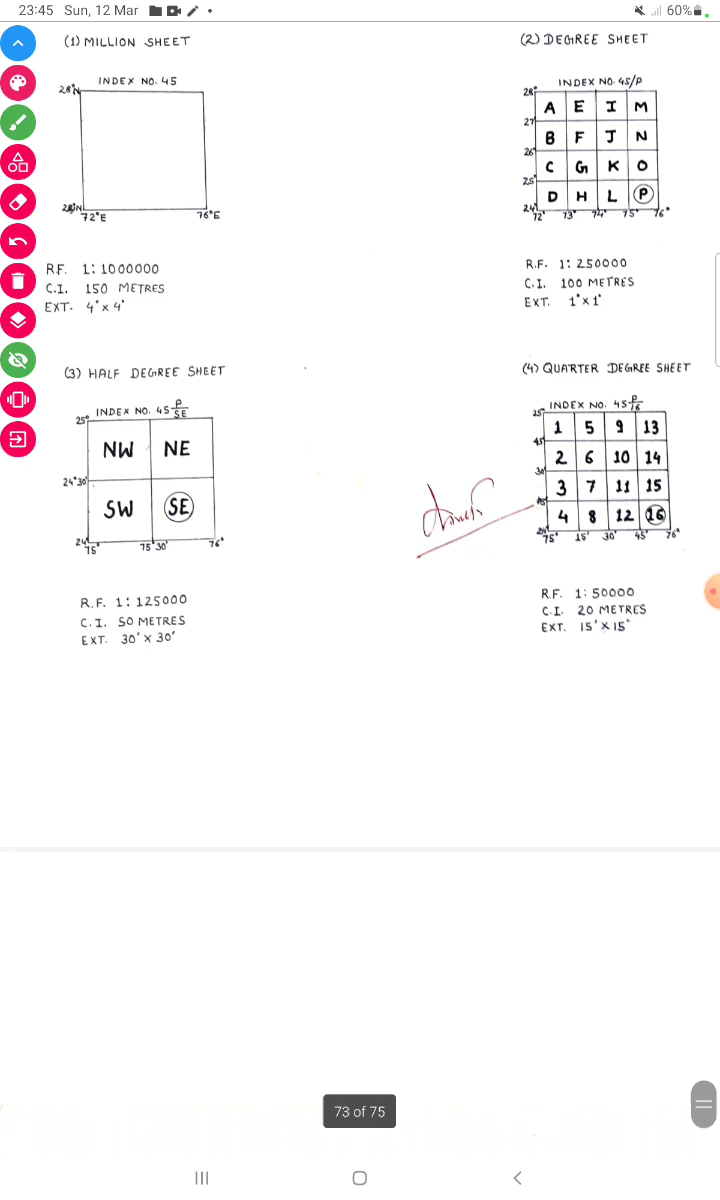 23:45 Sun, 12 Mar
60%
(1) MILLION SHEET
INDEX NO. 45
28°N
72°E
76°E
R.F. 1:1000000
C.I. 150 METRES
EXT. 4°x 4°
(2) DEGREE SHEET
INDEX NO. 45/P
28°
A E I M
27°
B F J N
26°
C G K O
25°
D H L P
24°
72° 73° 74° 75° 76°
R.F. 1: 250000
C.I. 100 METRES
EXT. 1°x1°
(3) HALF DEGREE SHEET
INDEX NO. 45 P/SE
25°
NW NE
24°30'
SW SE
24°
75° 75°30' 76°
R.F. 1: 125000
C.I. 50 METRES
EXT. 30' x 30'
(4) QUARTER DEGREE SHEET
INDEX NO. 45 P/16
25°
1 5 9 13
45'
2 6 10 14
30'
3 7 11 15
15'
4 8 12 16
24°
75° 15' 30' 45' 76°
R.F. 1: 50000
C.I. 20 METRES
EXT. 15' x 15'
73 of 75